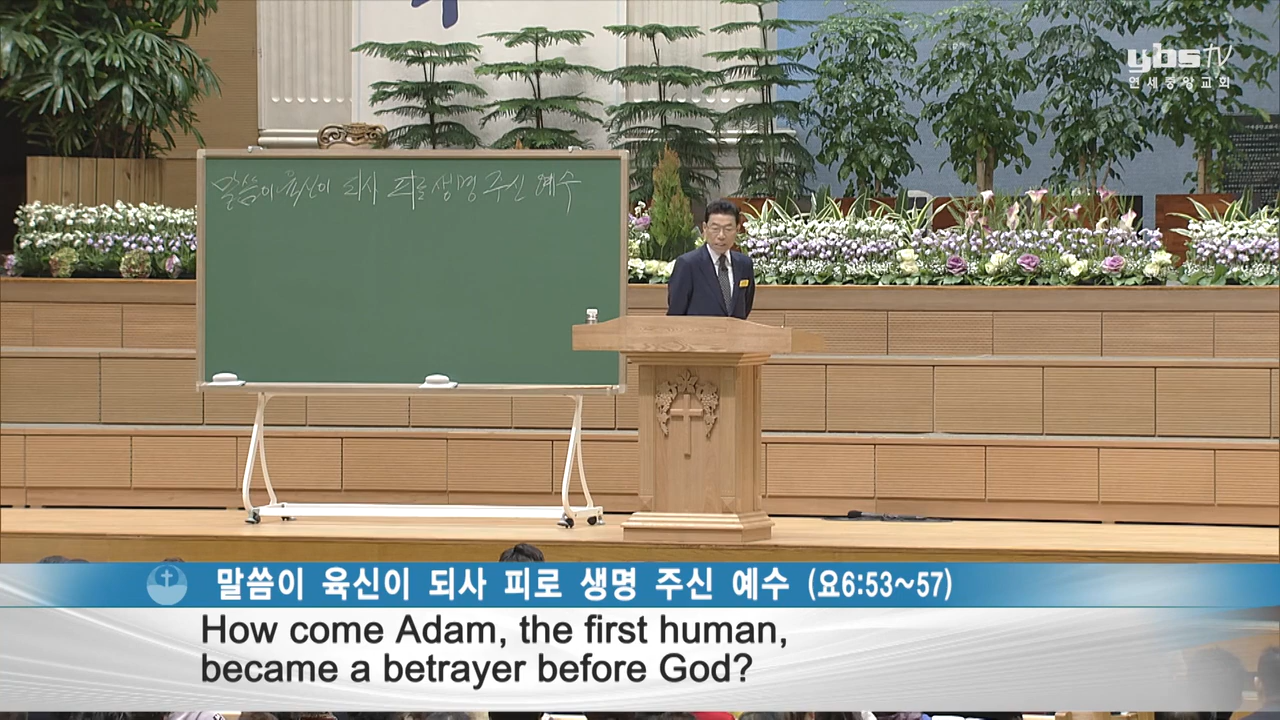 ybsTV
연세중앙교회
말씀이 육신이 되사 피로 생명 주신 예수
말씀이 육신이 되사 피로 생명 주신 예수 (요6:53~57)
How come Adam, the first human,
became a betrayer before God?